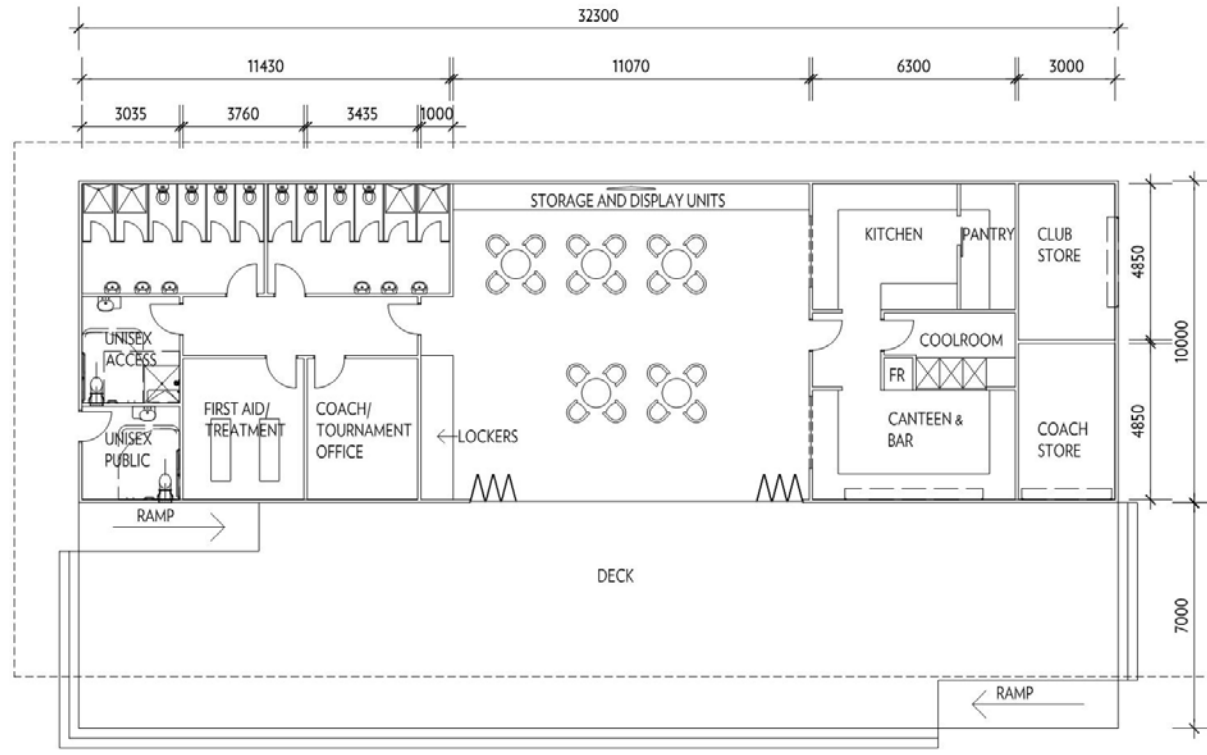 32300
11430
11070
6300
3000
3035
3760
3435
1000
STORAGE AND DISPLAY UNITS
KITCHEN
PANTRY
CLUB
STORE
4850
10000
UNISEX
ACCESS
COOLROOM
FR
FIRST AID/
TREATMENT
COACH/
TOURNAMENT
OFFICE
LOCKERS
CANTEEN &
BAR
COACH
STORE
4850
UNISEX
PUBLIC
RAMP
DECK
7000
RAMP